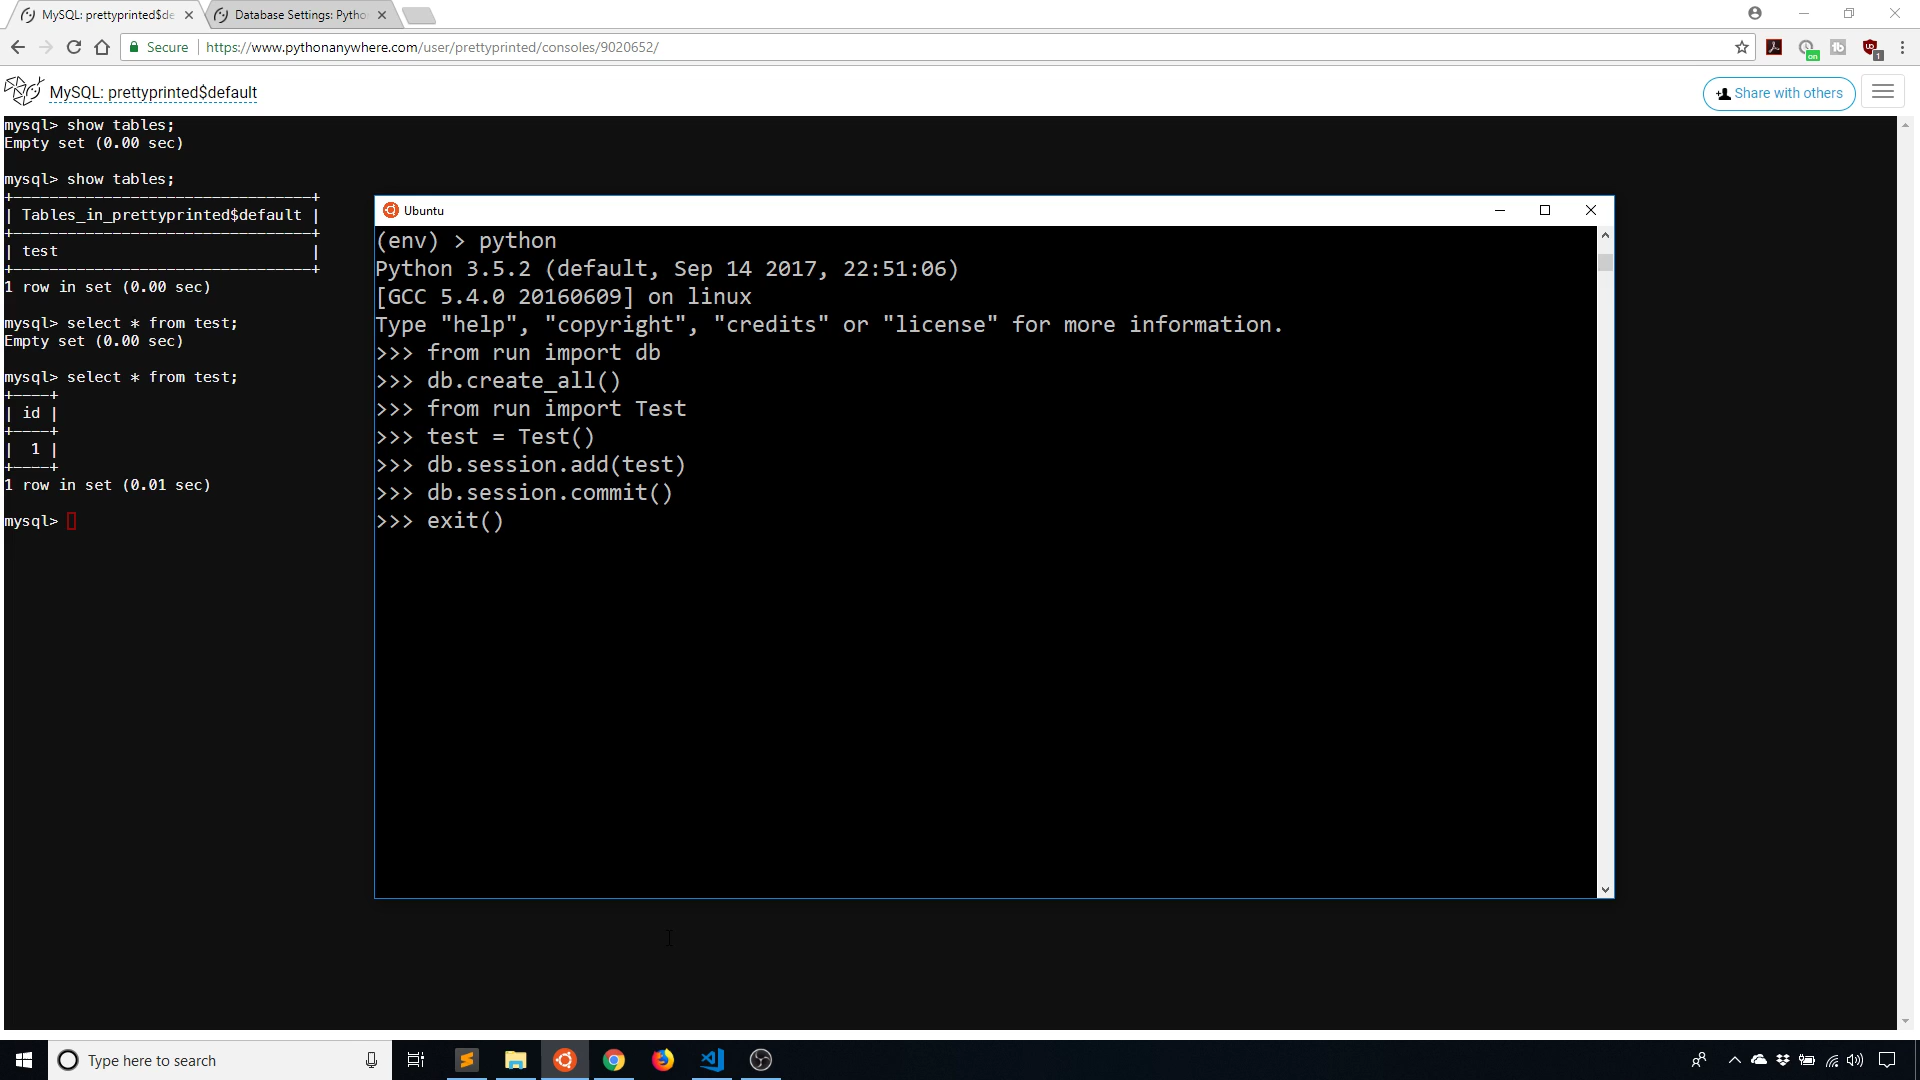 MySQL: prettyprinted$de
Database Settings: Pytho
Secure
https://www.pythonanywhere.com/user/prettyprinted/consoles/9020652/
on
1
MySQL: prettyprinted$default
Share with others
mysql> show tables;
Empty set (0.00 sec)
mysql> show tables;
+--------------------------------+
| Tables_in_prettyprinted$default |
+--------------------------------+
| test |
+--------------------------------+
1 row in set (0.00 sec)
mysql> select * from test;
Empty set (0.00 sec)
mysql> select * from test;
+----+
| id |
+----+
| 1 |
+----+
1 row in set (0.01 sec)
mysql>
Ubuntu
(env) > python
Python 3.5.2 (default, Sep 14 2017, 22:51:06)
[GCC 5.4.0 20160609] on linux
Type "help", "copyright", "credits" or "license" for more information.
>>> from run import db
>>> db.create_all()
>>> from run import Test
>>> test = Test()
>>> db.session.add(test)
>>> db.session.commit()
>>> exit()
Type here to search